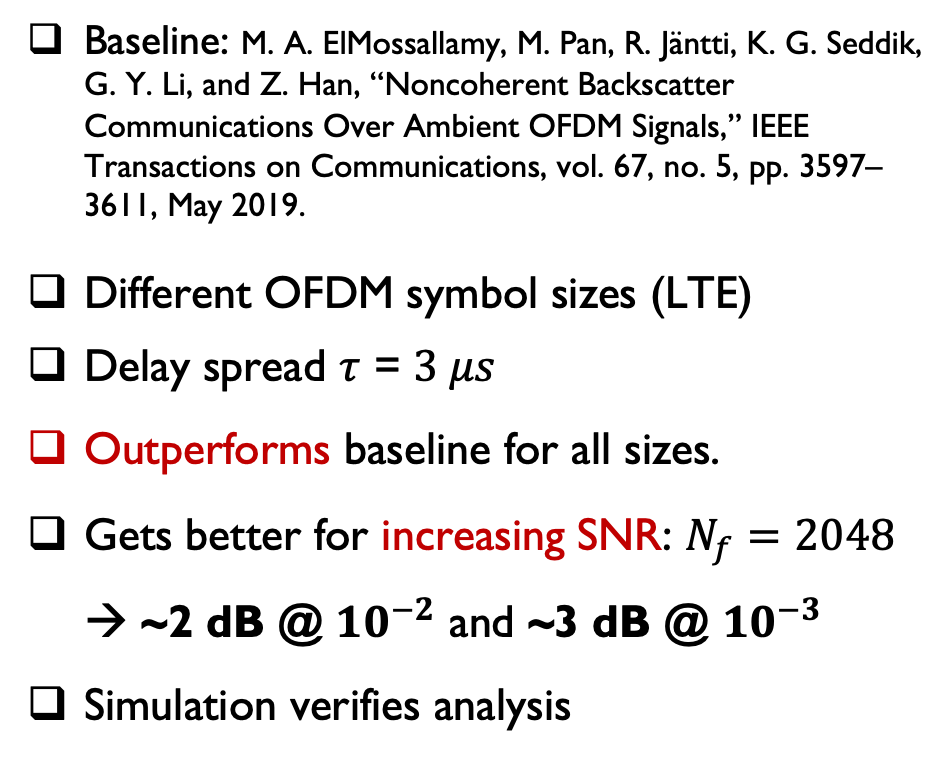 ❑ Baseline: M. A. ElMossallamy, M. Pan, R. Jäntti, K. G. Seddik,
G. Y. Li, and Z. Han, “Noncoherent Backscatter
Communications Over Ambient OFDM Signals,” IEEE
Transactions on Communications, vol. 67, no. 5, pp. 3597–
3611, May 2019.
❑ Different OFDM symbol sizes (LTE)
❑ Delay spread τ = 3 μs
❑ Outperforms baseline for all sizes.
❑ Gets better for increasing SNR: N_f = 2048
→ ~2 dB @ 10^{−2} and ~3 dB @ 10^{−3}
❑ Simulation verifies analysis